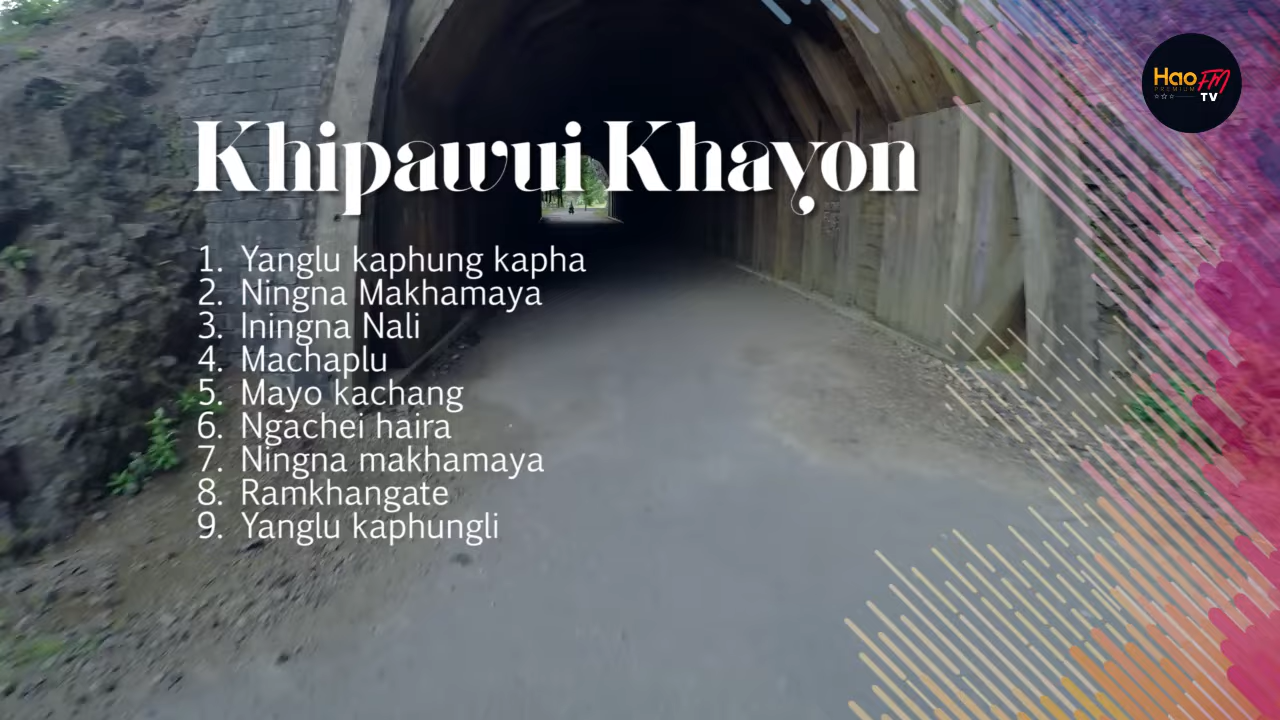 Hao FM
PREMIUM
TV
Khipawui Khayon
1. Yanglu kaphung kapha
2. Ningna Makhamaya
3. Iningna Nali
4. Machaplu
5. Mayo kachang
6. Ngachei haira
7. Ningna makhamaya
8. Ramkhangate
9. Yanglu kaphungli